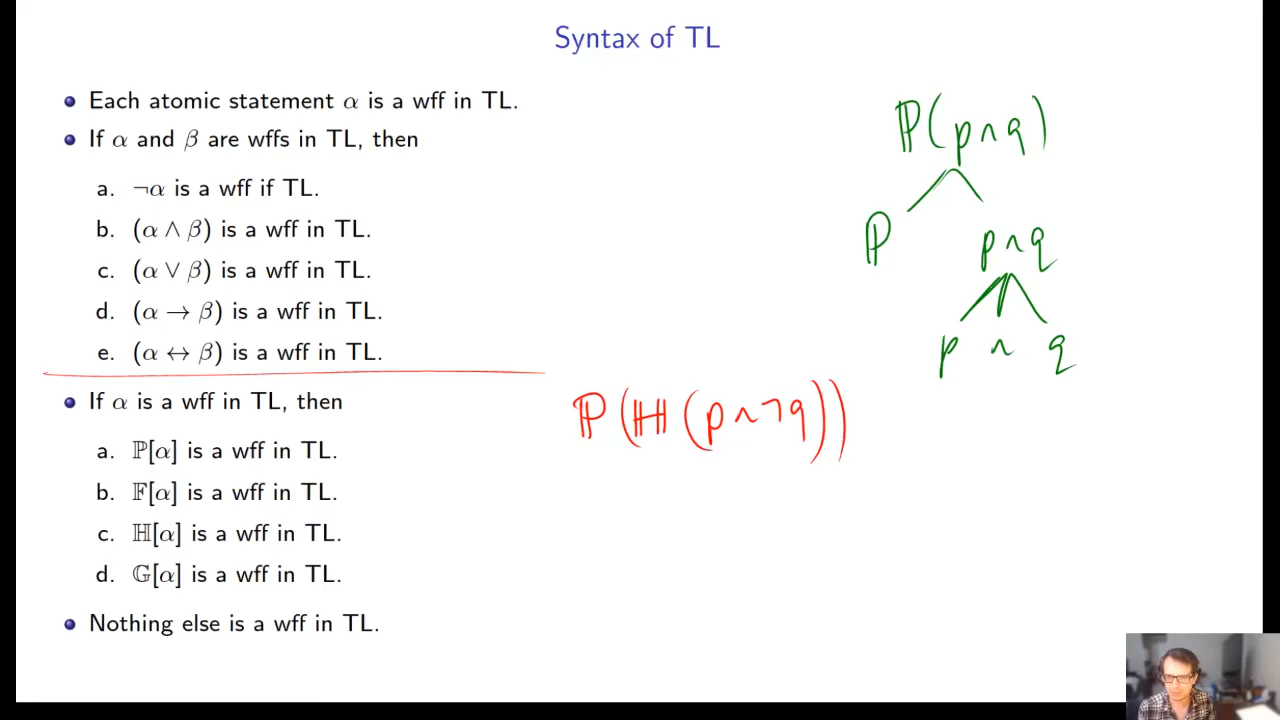 Syntax of TL
Each atomic statement α is a wff in TL.
If α and β are wffs in TL, then
a. ¬α is a wff if TL.
b. (α ∧ β) is a wff in TL.
c. (α ∨ β) is a wff in TL.
d. (α → β) is a wff in TL.
e. (α ↔ β) is a wff in TL.
If α is a wff in TL, then
a. ℙ[α] is a wff in TL.
b. 𝔽[α] is a wff in TL.
c. ℍ[α] is a wff in TL.
d. 𝔾[α] is a wff in TL.
Nothing else is a wff in TL.
ℙ(p∧q)
ℙ p∧q
p ∧ q
ℙ(ℍ(p∧¬q))